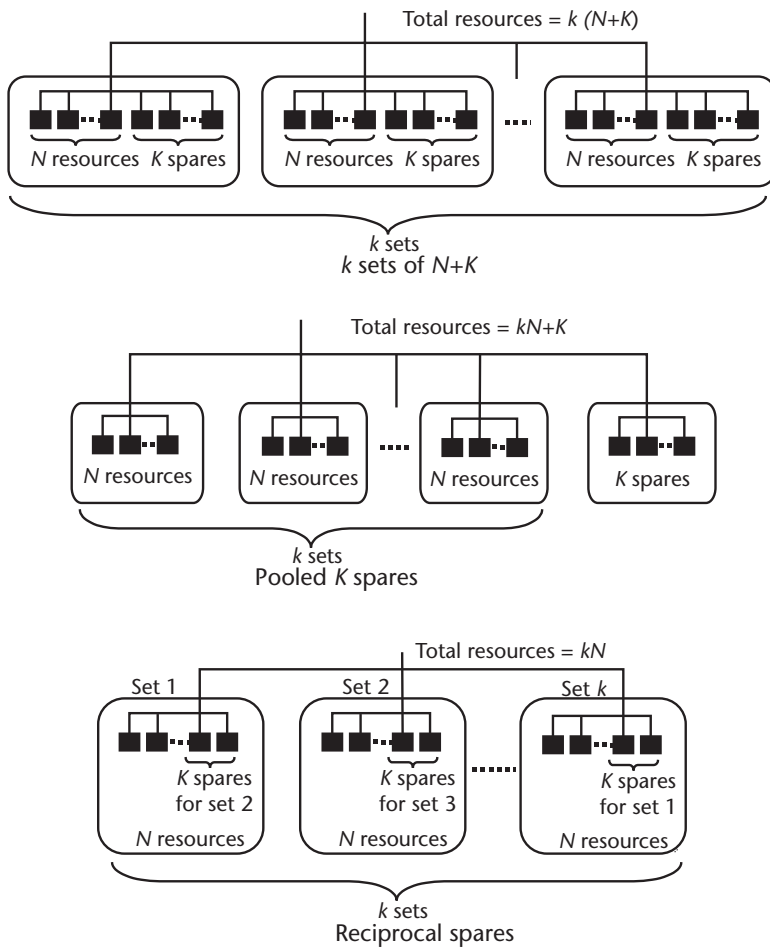 Total resources = k (N+K)
N resources K spares N resources K spares N resources K spares
k sets
k sets of N+K
Total resources = kN+K
N resources N resources N resources K spares
k sets
Pooled K spares
Total resources = kN
Set 1 Set 2 Set k
K spares K spares K spares
for set 2 for set 3 for set 1
N resources N resources N resources
k sets
Reciprocal spares